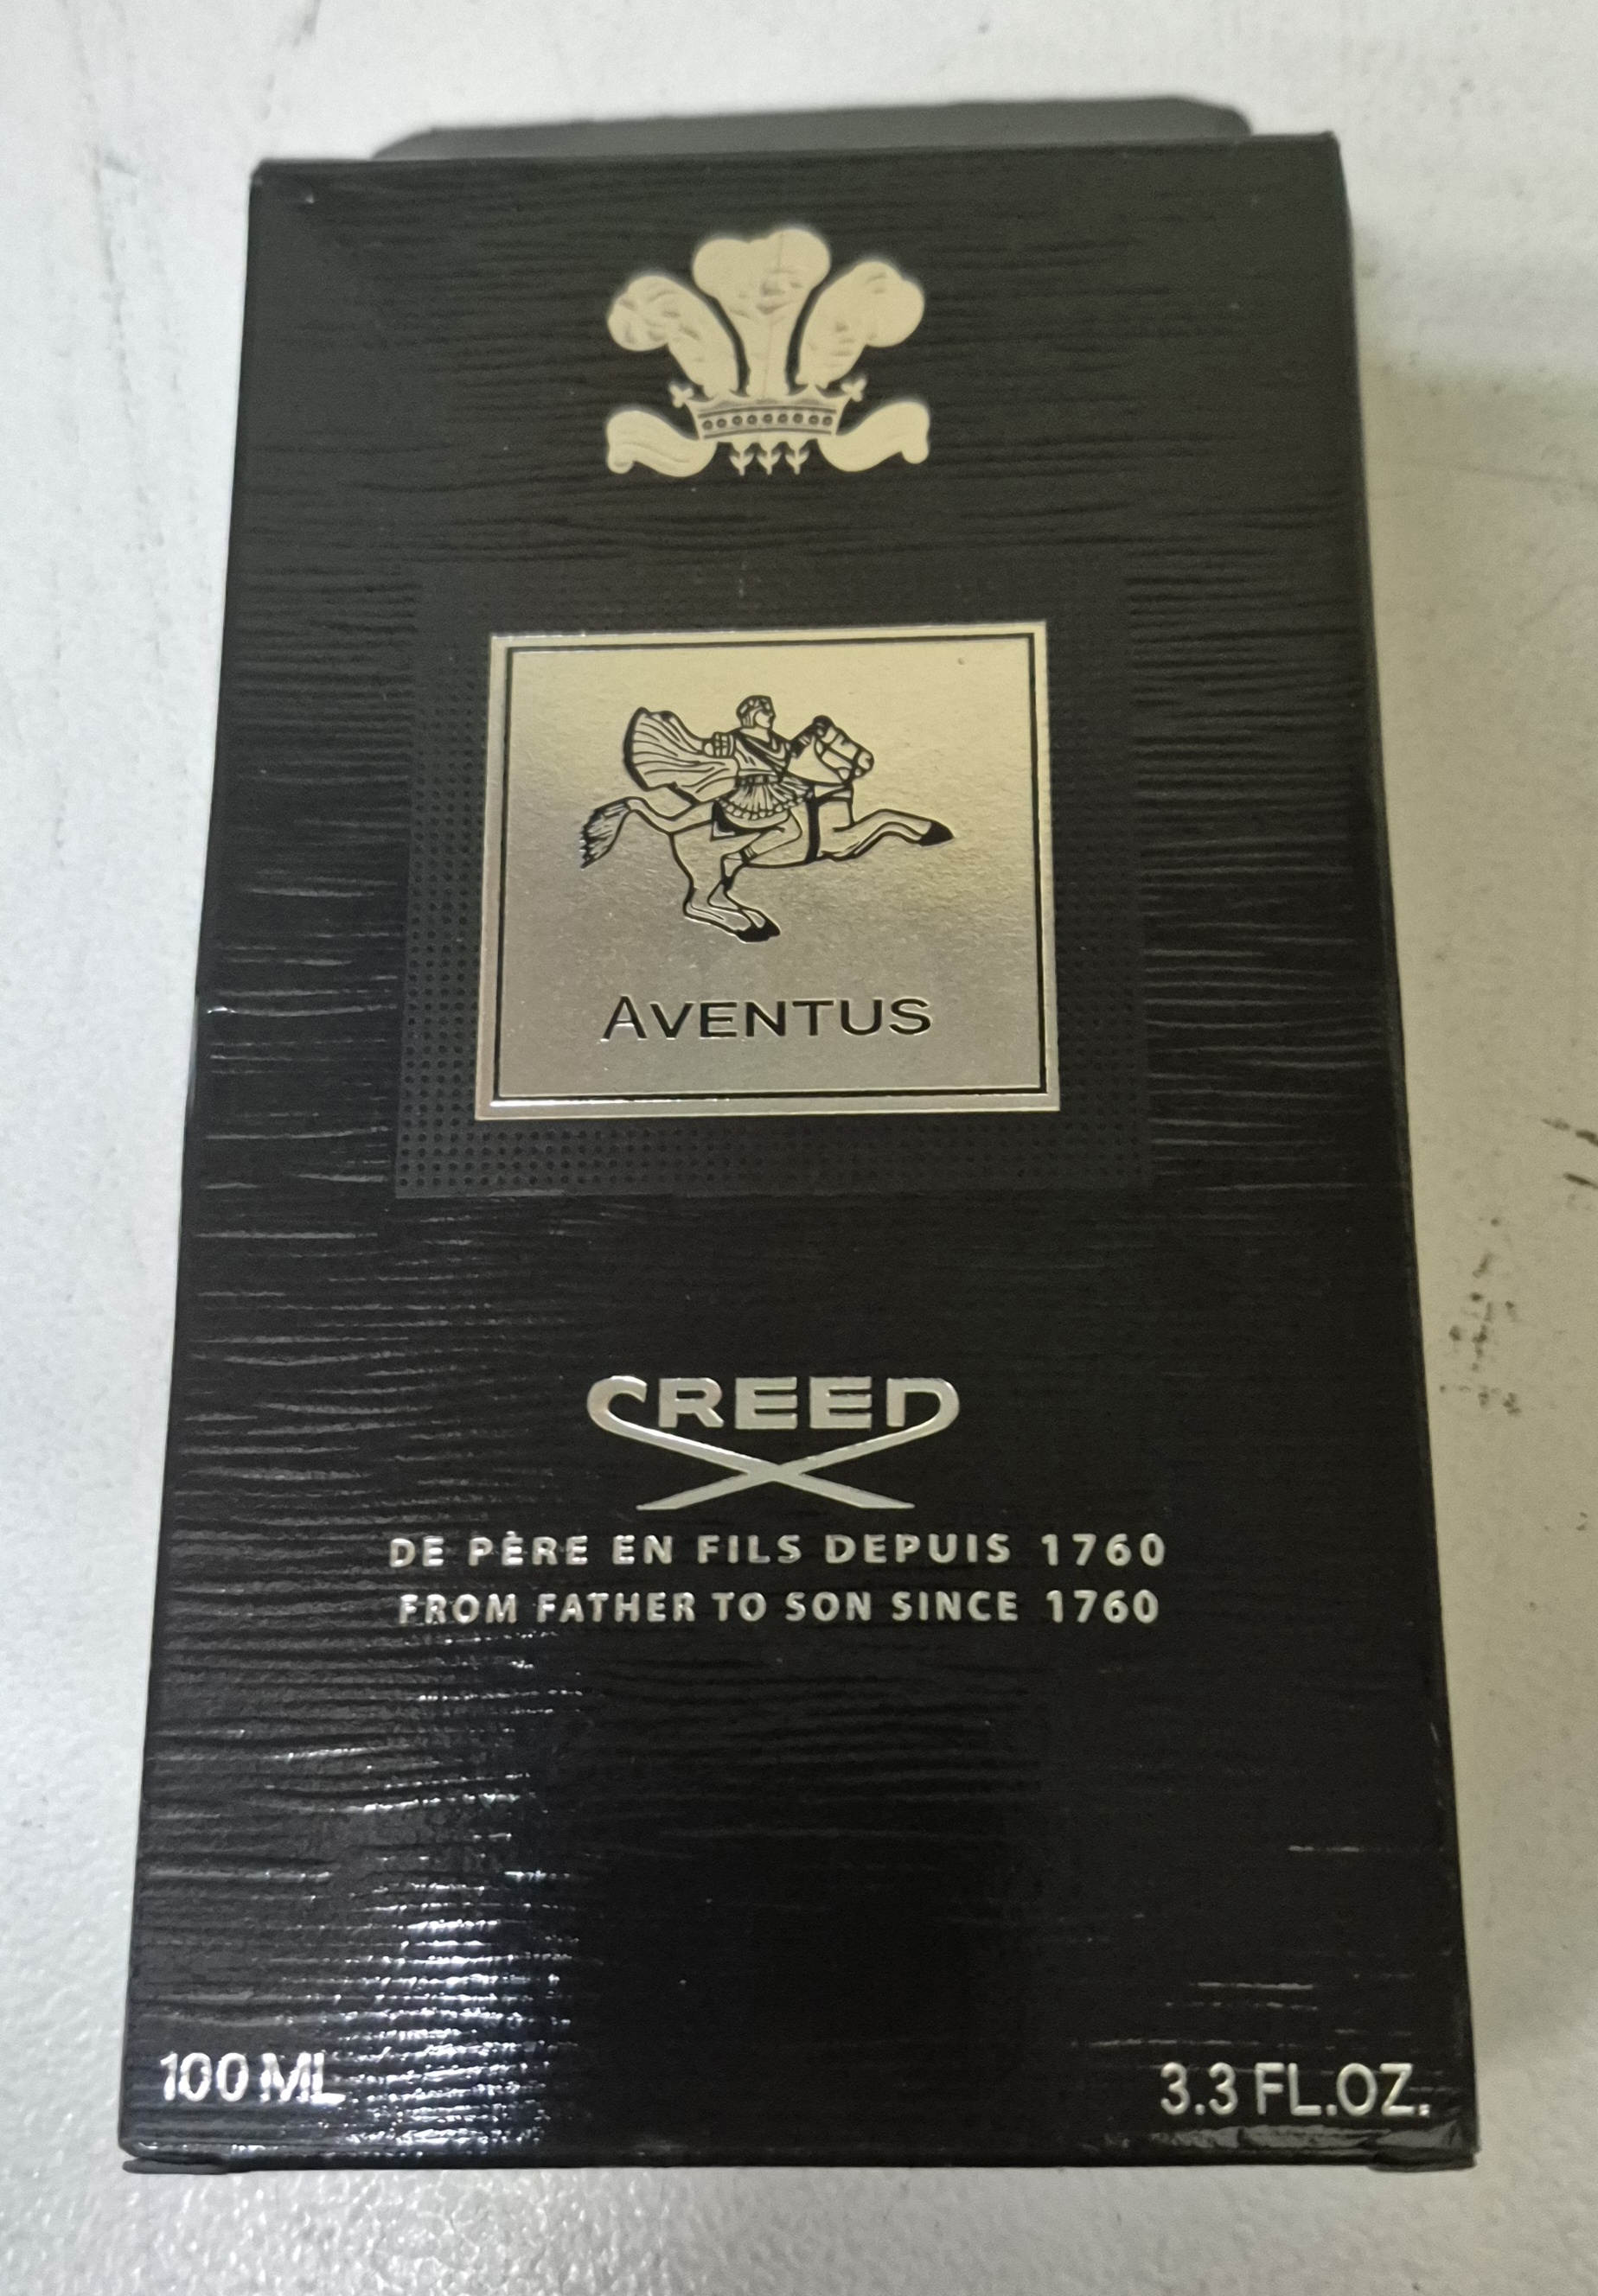 AVENTUS
CREED
DE PÈRE EN FILS DEPUIS 1760
FROM FATHER TO SON SINCE 1760
100 ML
3.3 FL.OZ.